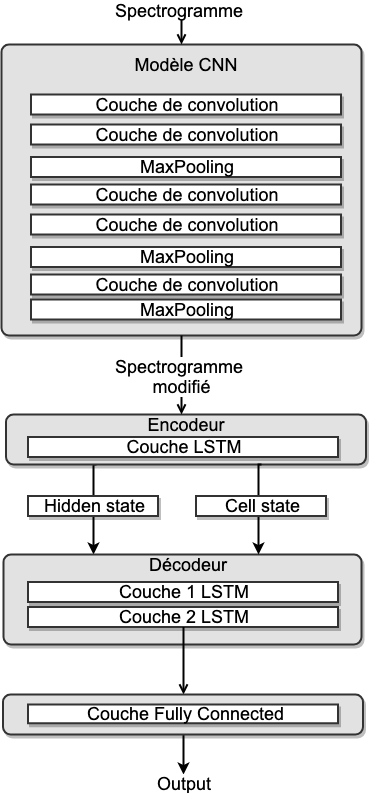 Spectrogramme
Modèle CNN
Couche de convolution
Couche de convolution
MaxPooling
Couche de convolution
Couche de convolution
MaxPooling
Couche de convolution
MaxPooling
Spectrogramme
modifié
Encodeur
Couche LSTM
Hidden state
Cell state
Décodeur
Couche 1 LSTM
Couche 2 LSTM
Couche Fully Connected
Output